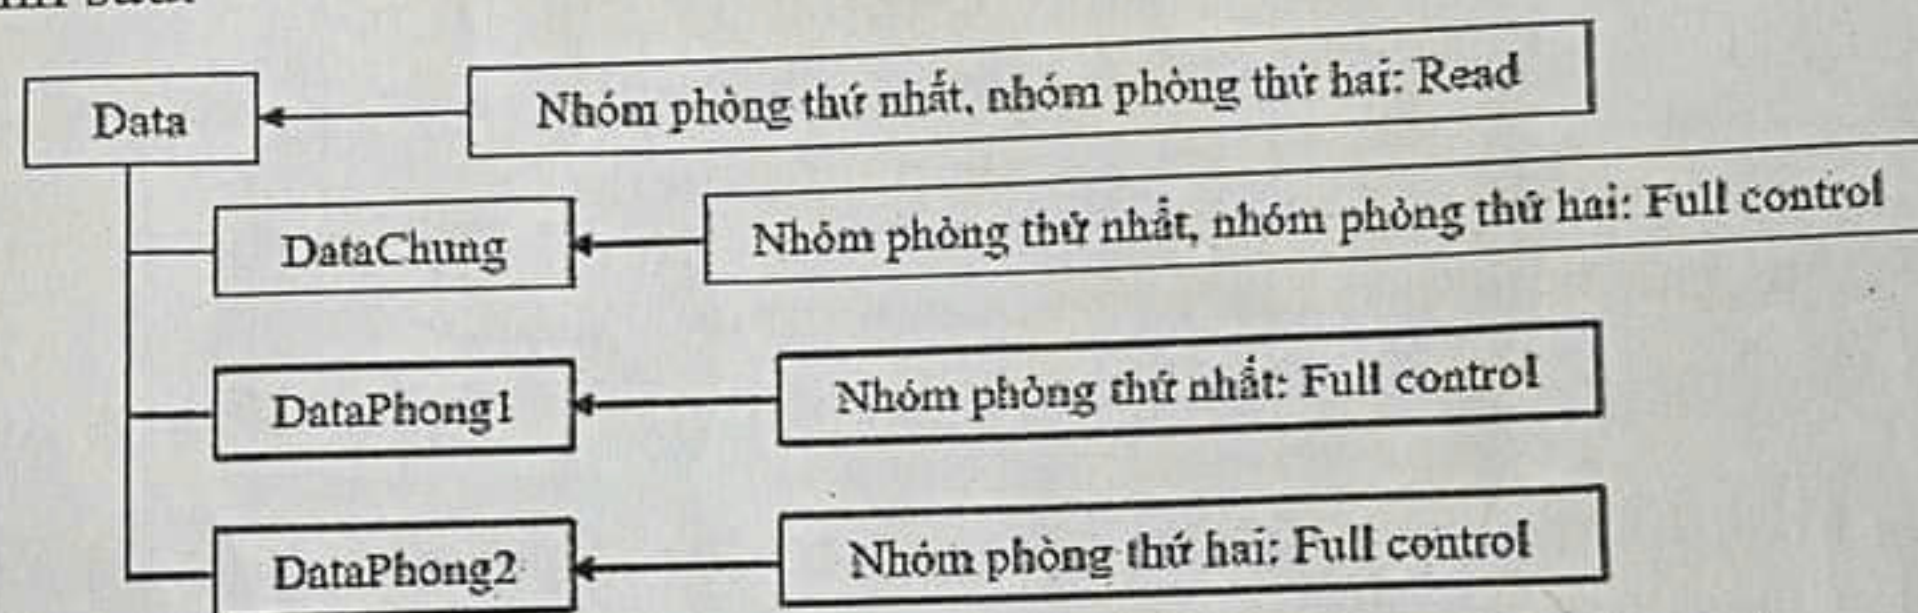 Data
Nhóm phòng thứ nhất, nhóm phòng thứ hai: Read
DataChung
Nhóm phòng thứ nhất, nhóm phòng thứ hai: Full control
DataPhong1
Nhóm phòng thứ nhất: Full control
DataPhong2
Nhóm phòng thứ hai: Full control